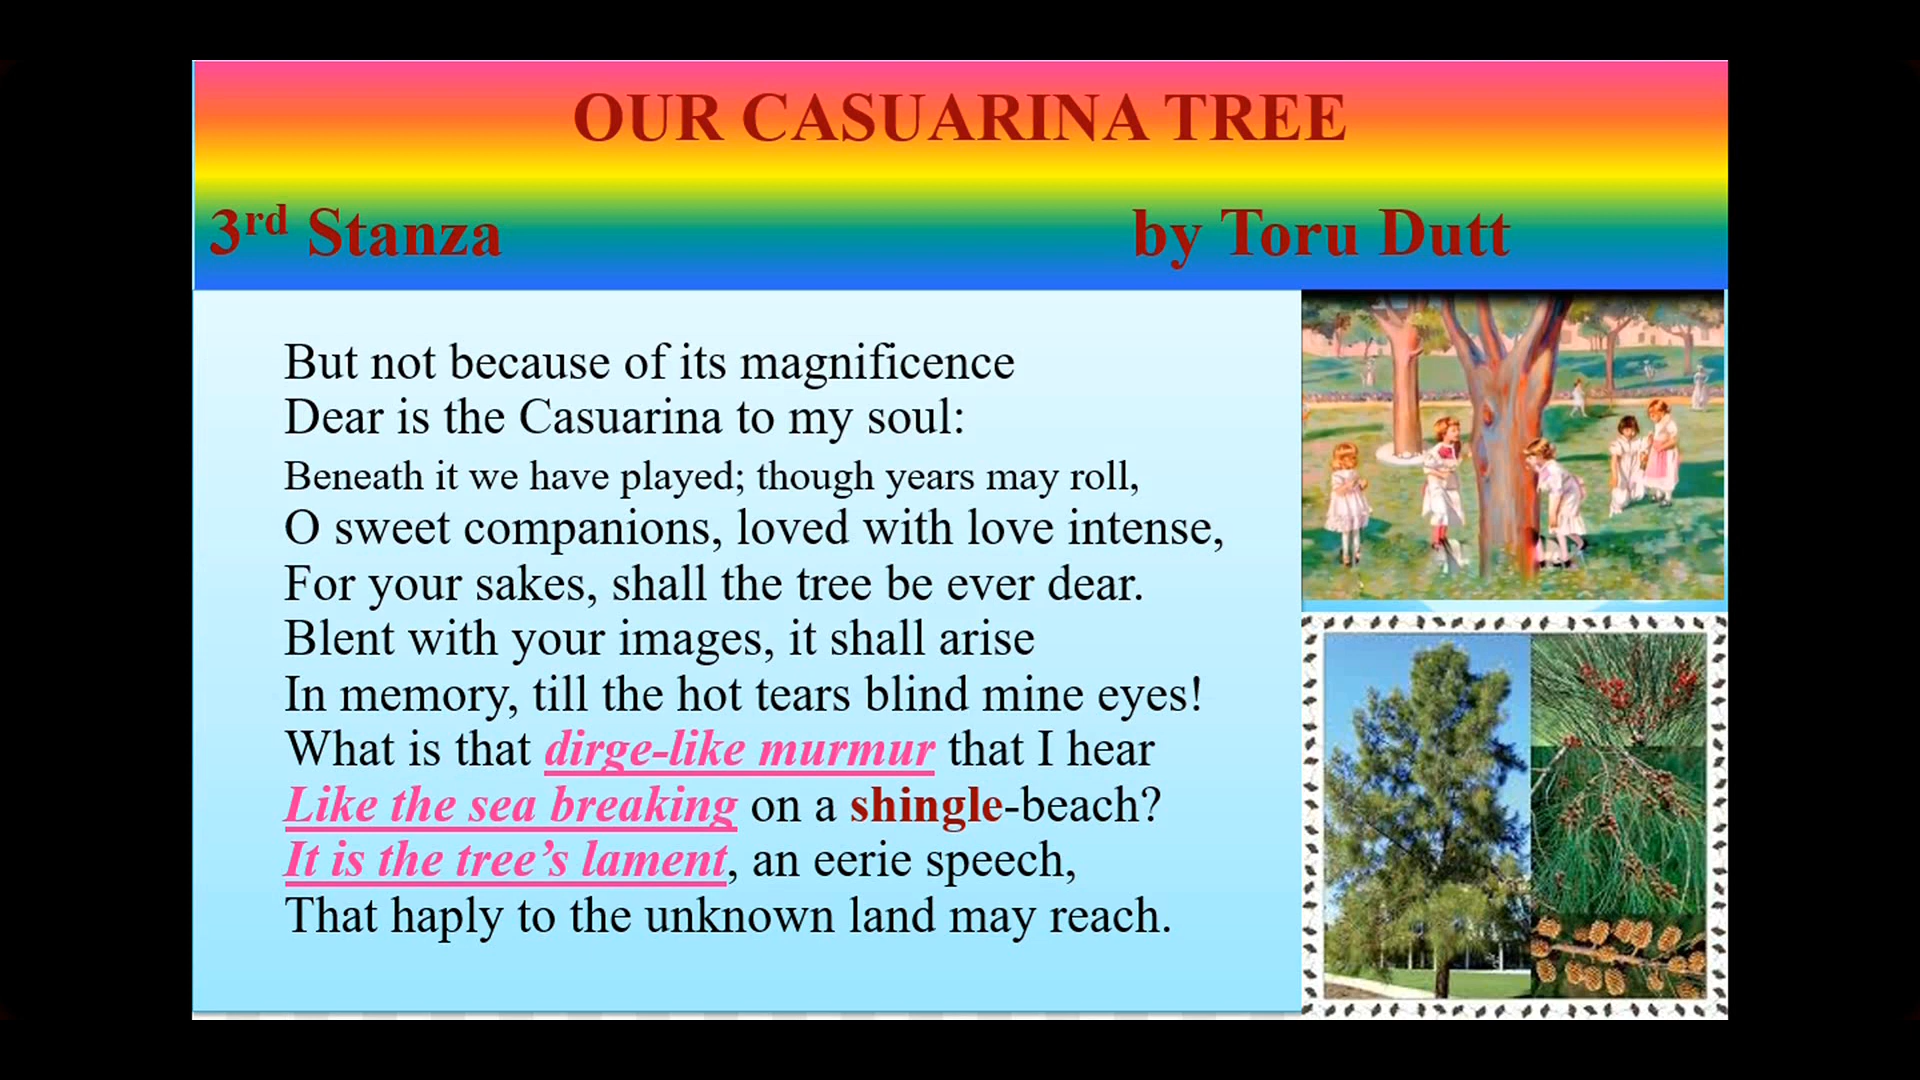 OUR CASUARINA TREE
3rd Stanza by Toru Dutt
But not because of its magnificence
Dear is the Casuarina to my soul:
Beneath it we have played; though years may roll,
O sweet companions, loved with love intense,
For your sakes, shall the tree be ever dear.
Blent with your images, it shall arise
In memory, till the hot tears blind mine eyes!
What is that dirge-like murmur that I hear
Like the sea breaking on a shingle-beach?
It is the tree’s lament, an eerie speech,
That haply to the unknown land may reach.